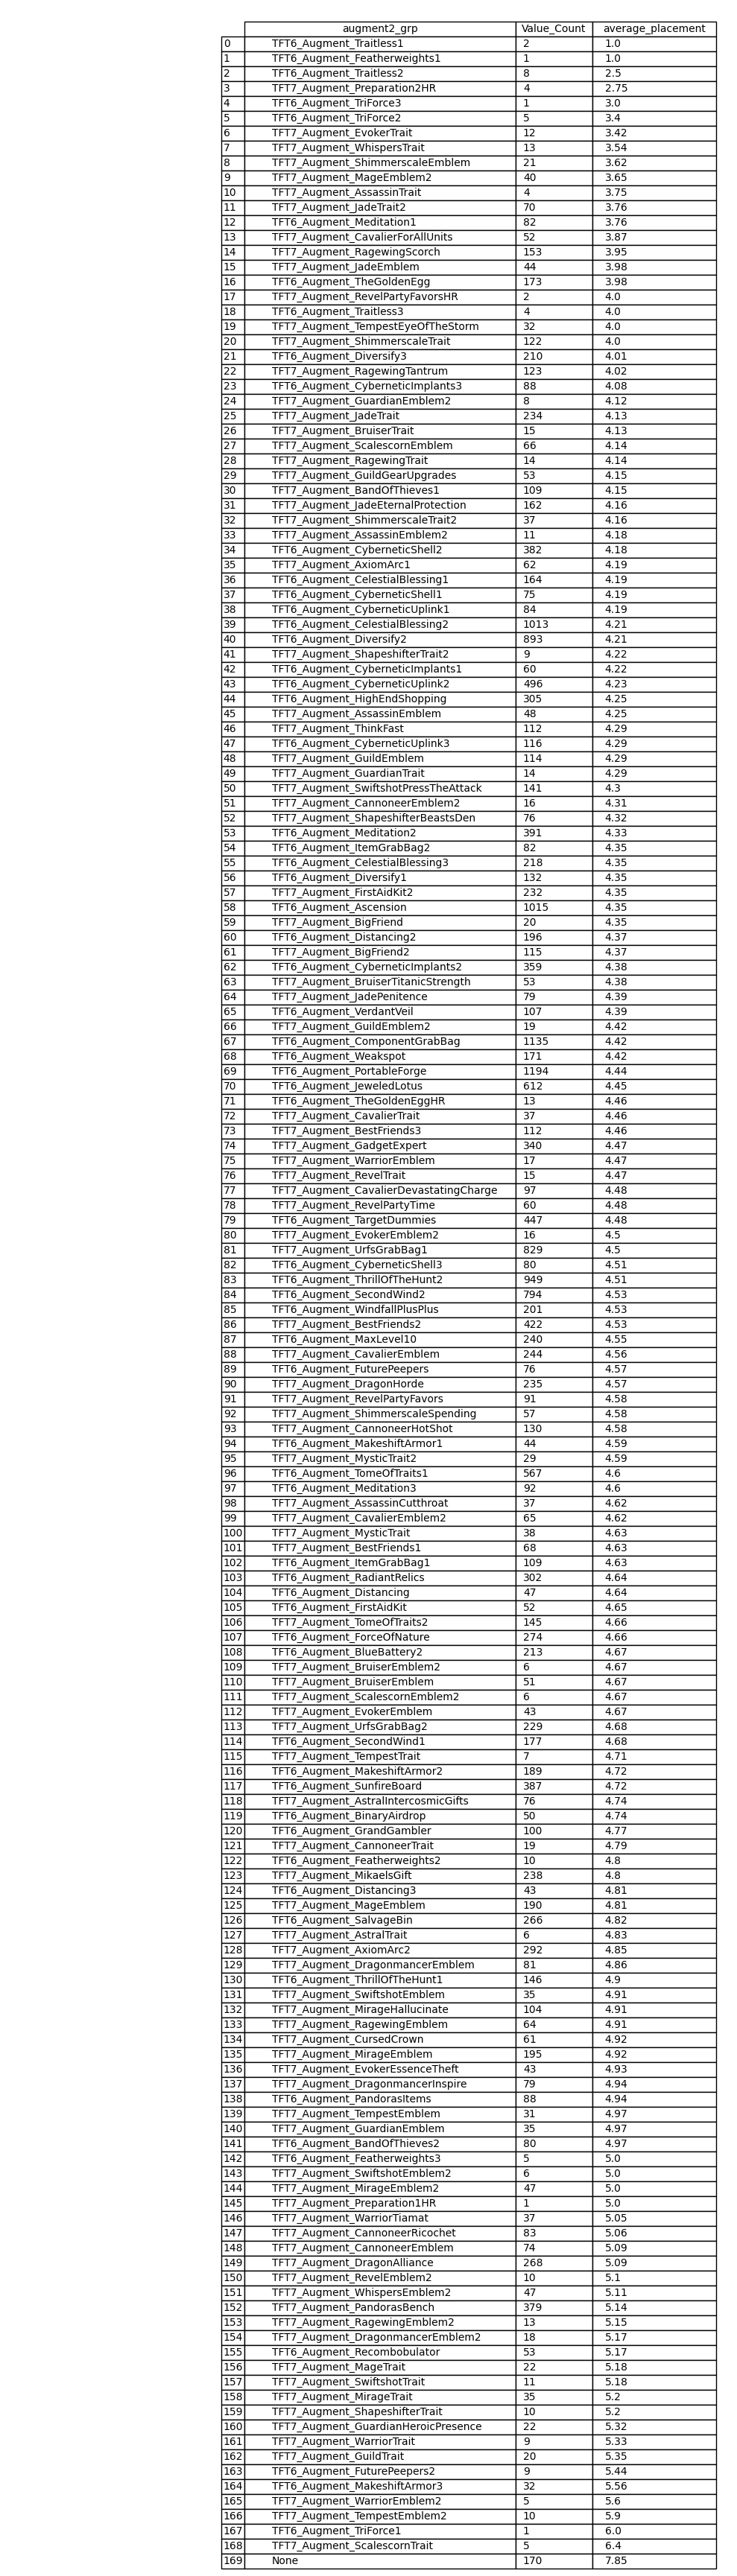 augment2_grp Value_Count average_placement
0 TFT6_Augment_Traitless1 2 1.0
1 TFT6_Augment_Featherweights1 1 1.0
2 TFT6_Augment_Traitless2 8 2.5
3 TFT7_Augment_Preparation2HR 4 2.75
4 TFT6_Augment_TriForce3 1 3.0
5 TFT6_Augment_TriForce2 5 3.4
6 TFT7_Augment_EvokerTrait 12 3.42
7 TFT7_Augment_WhispersTrait 13 3.54
8 TFT7_Augment_ShimmerscaleEmblem 21 3.62
9 TFT7_Augment_MageEmblem2 40 3.65
10 TFT7_Augment_AssassinTrait 4 3.75
11 TFT7_Augment_JadeTrait2 70 3.76
12 TFT6_Augment_Meditation1 82 3.76
13 TFT7_Augment_CavalierForAllUnits 52 3.87
14 TFT7_Augment_RagewingScorch 153 3.95
15 TFT7_Augment_JadeEmblem 44 3.98
16 TFT6_Augment_TheGoldenEgg 173 3.98
17 TFT7_Augment_RevelPartyFavorsHR 2 4.0
18 TFT6_Augment_Traitless3 4 4.0
19 TFT7_Augment_TempestEyeOfTheStorm 32 4.0
20 TFT7_Augment_ShimmerscaleTrait 122 4.0
21 TFT6_Augment_Diversify3 210 4.01
22 TFT7_Augment_RagewingTantrum 123 4.02
23 TFT6_Augment_CyberneticImplants3 88 4.08
24 TFT7_Augment_GuardianEmblem2 8 4.12
25 TFT7_Augment_JadeTrait 234 4.13
26 TFT7_Augment_BruiserTrait 15 4.13
27 TFT7_Augment_ScalescornEmblem 66 4.14
28 TFT7_Augment_RagewingTrait 14 4.14
29 TFT7_Augment_GuildGearUpgrades 53 4.15
30 TFT7_Augment_BandOfThieves1 109 4.15
31 TFT7_Augment_JadeEternalProtection 162 4.16
32 TFT7_Augment_ShimmerscaleTrait2 37 4.16
33 TFT7_Augment_AssassinEmblem2 11 4.18
34 TFT6_Augment_CyberneticShell2 382 4.18
35 TFT7_Augment_AxiomArc1 62 4.19
36 TFT6_Augment_CelestialBlessing1 164 4.19
37 TFT6_Augment_CyberneticShell1 75 4.19
38 TFT6_Augment_CyberneticUplink1 84 4.19
39 TFT6_Augment_CelestialBlessing2 1013 4.21
40 TFT6_Augment_Diversify2 893 4.21
41 TFT7_Augment_ShapeshifterTrait2 9 4.22
42 TFT6_Augment_CyberneticImplants1 60 4.22
43 TFT6_Augment_CyberneticUplink2 496 4.23
44 TFT6_Augment_HighEndShopping 305 4.25
45 TFT7_Augment_AssassinEmblem 48 4.25
46 TFT7_Augment_ThinkFast 112 4.29
47 TFT6_Augment_CyberneticUplink3 116 4.29
48 TFT7_Augment_GuildEmblem 114 4.29
49 TFT7_Augment_GuardianTrait 14 4.29
50 TFT7_Augment_SwiftshotPressTheAttack 141 4.3
51 TFT7_Augment_CannoneerEmblem2 16 4.31
52 TFT7_Augment_ShapeshifterBeastsDen 76 4.32
53 TFT6_Augment_Meditation2 391 4.33
54 TFT6_Augment_ItemGrabBag2 82 4.35
55 TFT6_Augment_CelestialBlessing3 218 4.35
56 TFT6_Augment_Diversify1 132 4.35
57 TFT7_Augment_FirstAidKit2 232 4.35
58 TFT6_Augment_Ascension 1015 4.35
59 TFT7_Augment_BigFriend 20 4.35
60 TFT6_Augment_Distancing2 196 4.37
61 TFT7_Augment_BigFriend2 115 4.37
62 TFT6_Augment_CyberneticImplants2 359 4.38
63 TFT7_Augment_BruiserTitanicStrength 53 4.38
64 TFT7_Augment_JadePenitence 79 4.39
65 TFT6_Augment_VerdantVeil 107 4.39
66 TFT7_Augment_GuildEmblem2 19 4.42
67 TFT6_Augment_ComponentGrabBag 1135 4.42
68 TFT6_Augment_Weakspot 171 4.42
69 TFT6_Augment_PortableForge 1194 4.44
70 TFT6_Augment_JeweledLotus 612 4.45
71 TFT6_Augment_TheGoldenEggHR 13 4.46
72 TFT7_Augment_CavalierTrait 37 4.46
73 TFT7_Augment_BestFriends3 112 4.46
74 TFT7_Augment_GadgetExpert 340 4.47
75 TFT7_Augment_WarriorEmblem 17 4.47
76 TFT7_Augment_RevelTrait 15 4.47
77 TFT7_Augment_CavalierDevastatingCharge 97 4.48
78 TFT7_Augment_RevelPartyTime 60 4.48
79 TFT6_Augment_TargetDummies 447 4.48
80 TFT7_Augment_EvokerEmblem2 16 4.5
81 TFT7_Augment_UrfsGrabBag1 829 4.5
82 TFT6_Augment_CyberneticShell3 80 4.51
83 TFT6_Augment_ThrillOfTheHunt2 949 4.51
84 TFT6_Augment_SecondWind2 794 4.53
85 TFT6_Augment_WindfallPlusPlus 201 4.53
86 TFT7_Augment_BestFriends2 422 4.53
87 TFT6_Augment_MaxLevel10 240 4.55
88 TFT7_Augment_CavalierEmblem 244 4.56
89 TFT6_Augment_FuturePeepers 76 4.57
90 TFT7_Augment_DragonHorde 235 4.57
91 TFT7_Augment_RevelPartyFavors 91 4.58
92 TFT7_Augment_ShimmerscaleSpending 57 4.58
93 TFT7_Augment_CannoneerHotShot 130 4.58
94 TFT6_Augment_MakeshiftArmor1 44 4.59
95 TFT7_Augment_MysticTrait2 29 4.59
96 TFT6_Augment_TomeOfTraits1 567 4.6
97 TFT6_Augment_Meditation3 92 4.6
98 TFT7_Augment_AssassinCutthroat 37 4.62
99 TFT7_Augment_CavalierEmblem2 65 4.62
100 TFT7_Augment_MysticTrait 38 4.63
101 TFT7_Augment_BestFriends1 68 4.63
102 TFT6_Augment_ItemGrabBag1 109 4.63
103 TFT6_Augment_RadiantRelics 302 4.64
104 TFT6_Augment_Distancing 47 4.64
105 TFT6_Augment_FirstAidKit 52 4.65
106 TFT7_Augment_TomeOfTraits2 145 4.66
107 TFT6_Augment_ForceOfNature 274 4.66
108 TFT6_Augment_BlueBattery2 213 4.67
109 TFT7_Augment_BruiserEmblem2 6 4.67
110 TFT7_Augment_BruiserEmblem 51 4.67
111 TFT7_Augment_ScalescornEmblem2 6 4.67
112 TFT7_Augment_EvokerEmblem 43 4.67
113 TFT7_Augment_UrfsGrabBag2 229 4.68
114 TFT6_Augment_SecondWind1 177 4.68
115 TFT7_Augment_TempestTrait 7 4.71
116 TFT6_Augment_MakeshiftArmor2 189 4.72
117 TFT6_Augment_SunfireBoard 387 4.72
118 TFT7_Augment_AstralIntercosmicGifts 76 4.74
119 TFT6_Augment_BinaryAirdrop 50 4.74
120 TFT6_Augment_GrandGambler 100 4.77
121 TFT7_Augment_CannoneerTrait 19 4.79
122 TFT6_Augment_Featherweights2 10 4.8
123 TFT7_Augment_MikaelsGift 238 4.8
124 TFT6_Augment_Distancing3 43 4.81
125 TFT7_Augment_MageEmblem 190 4.81
126 TFT6_Augment_SalvageBin 266 4.82
127 TFT7_Augment_AstralTrait 6 4.83
128 TFT7_Augment_AxiomArc2 292 4.85
129 TFT7_Augment_DragonmancerEmblem 81 4.86
130 TFT6_Augment_ThrillOfTheHunt1 146 4.9
131 TFT7_Augment_SwiftshotEmblem 35 4.91
132 TFT7_Augment_MirageHallucinate 104 4.91
133 TFT7_Augment_RagewingEmblem 64 4.91
134 TFT7_Augment_CursedCrown 61 4.92
135 TFT7_Augment_MirageEmblem 195 4.92
136 TFT7_Augment_EvokerEssenceTheft 43 4.93
137 TFT7_Augment_DragonmancerInspire 79 4.94
138 TFT6_Augment_PandorasItems 88 4.94
139 TFT7_Augment_TempestEmblem 31 4.97
140 TFT7_Augment_GuardianEmblem 35 4.97
141 TFT7_Augment_BandOfThieves2 80 4.97
142 TFT6_Augment_Featherweights3 5 5.0
143 TFT7_Augment_SwiftshotEmblem2 6 5.0
144 TFT7_Augment_MirageEmblem2 47 5.0
145 TFT7_Augment_Preparation1HR 1 5.0
146 TFT7_Augment_WarriorTiamat 37 5.05
147 TFT7_Augment_CannoneerRicochet 83 5.06
148 TFT7_Augment_CannoneerEmblem 74 5.09
149 TFT7_Augment_DragonAlliance 268 5.09
150 TFT7_Augment_RevelEmblem2 10 5.1
151 TFT7_Augment_WhispersEmblem2 47 5.11
152 TFT7_Augment_PandorasBench 379 5.14
153 TFT7_Augment_RagewingEmblem2 13 5.15
154 TFT7_Augment_DragonmancerEmblem2 18 5.17
155 TFT6_Augment_Recombobulator 53 5.17
156 TFT7_Augment_MageTrait 22 5.18
157 TFT7_Augment_SwiftshotTrait 11 5.18
158 TFT7_Augment_MirageTrait 35 5.2
159 TFT7_Augment_ShapeshifterTrait 10 5.2
160 TFT7_Augment_GuardianHeroicPresence 22 5.32
161 TFT7_Augment_WarriorTrait 9 5.33
162 TFT7_Augment_GuildTrait 20 5.35
163 TFT6_Augment_FuturePeepers2 9 5.44
164 TFT6_Augment_MakeshiftArmor3 32 5.56
165 TFT7_Augment_WarriorEmblem2 5 5.6
166 TFT7_Augment_TempestEmblem2 10 5.9
167 TFT6_Augment_TriForce1 1 6.0
168 TFT7_Augment_ScalescornTrait 5 6.4
169 None 170 7.85